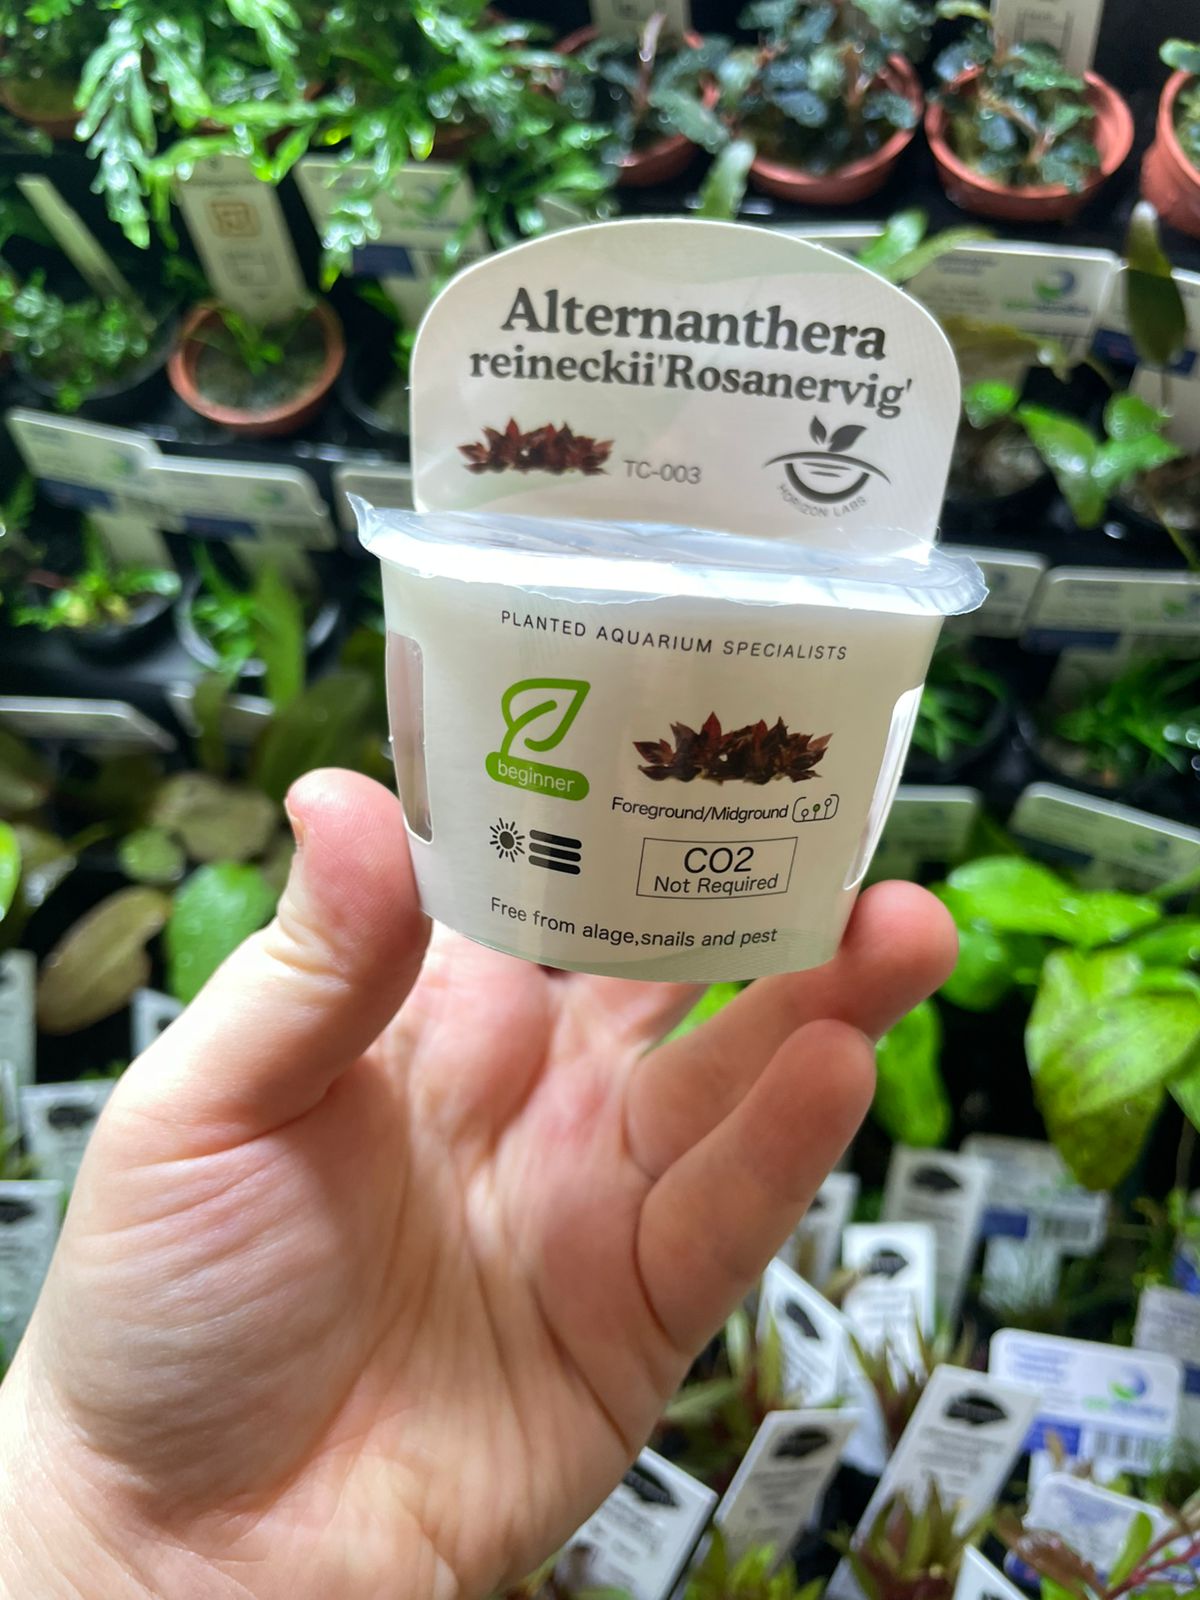 Alternanthera
reineckii'Rosanervig'
TC-003
HORIZON LABS
PLANTED AQUARIUM SPECIALISTS
beginner
Foreground/Midground
CO2
Not Required
Free from alage,snails and pest